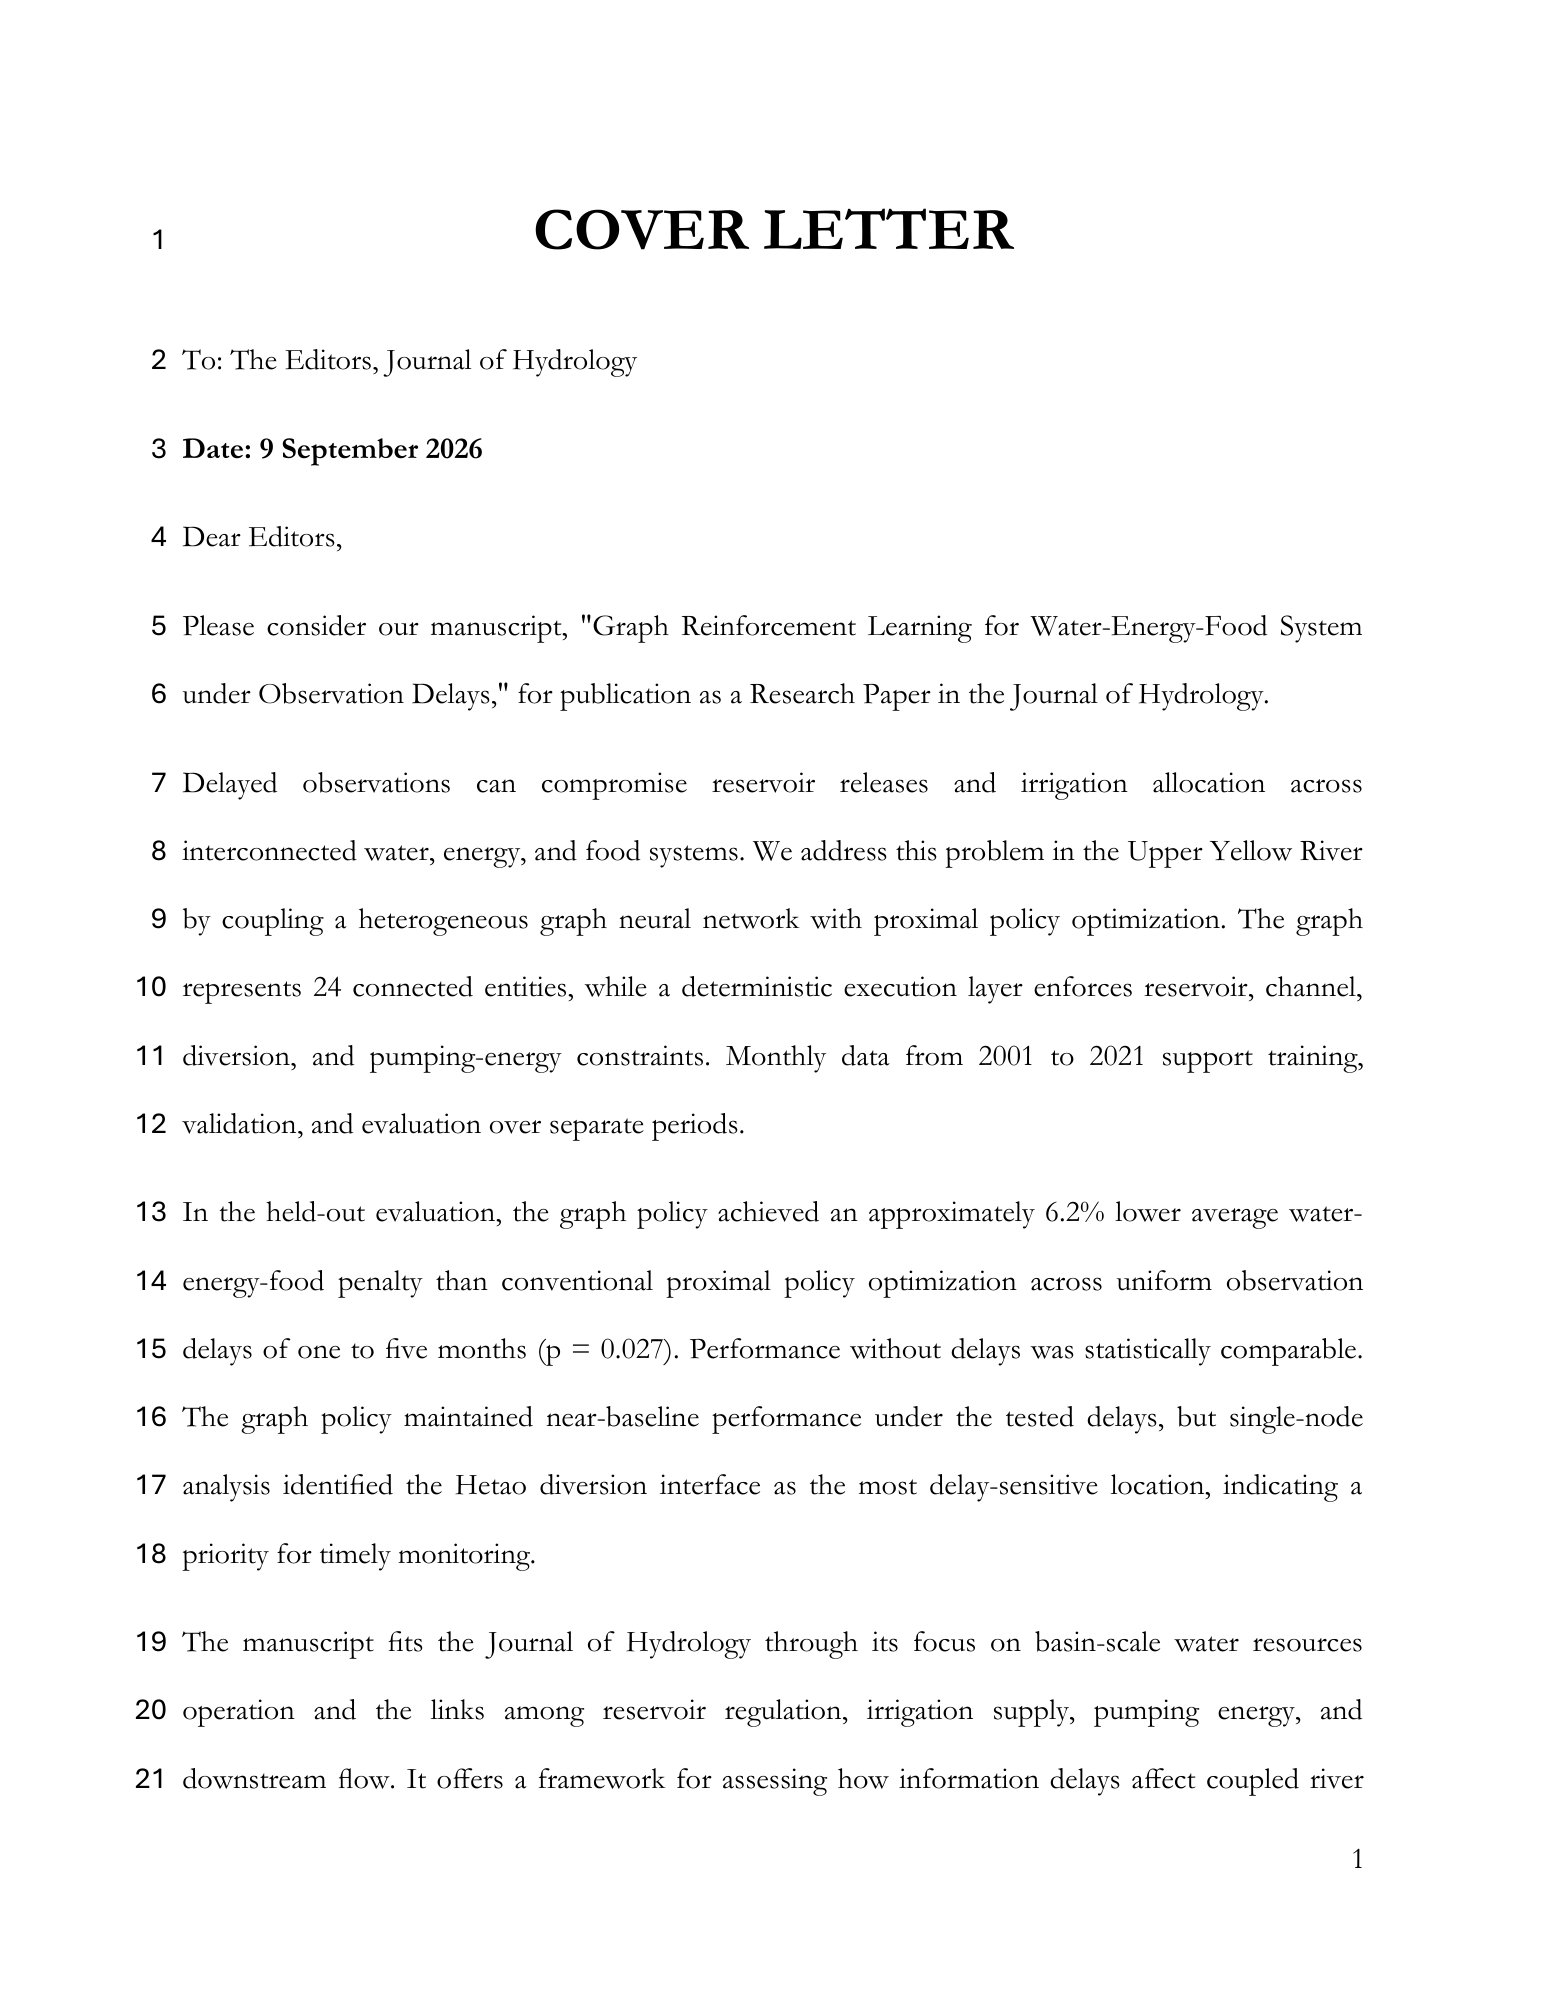 1 COVER LETTER
2 To: The Editors, Journal of Hydrology
3 Date: 9 September 2026
4 Dear Editors,
5 Please consider our manuscript, "Graph Reinforcement Learning for Water-Energy-Food System
6 under Observation Delays," for publication as a Research Paper in the Journal of Hydrology.
7 Delayed observations can compromise reservoir releases and irrigation allocation across
8 interconnected water, energy, and food systems. We address this problem in the Upper Yellow River
9 by coupling a heterogeneous graph neural network with proximal policy optimization. The graph
10 represents 24 connected entities, while a deterministic execution layer enforces reservoir, channel,
11 diversion, and pumping-energy constraints. Monthly data from 2001 to 2021 support training,
12 validation, and evaluation over separate periods.
13 In the held-out evaluation, the graph policy achieved an approximately 6.2% lower average water-
14 energy-food penalty than conventional proximal policy optimization across uniform observation
15 delays of one to five months (p = 0.027). Performance without delays was statistically comparable.
16 The graph policy maintained near-baseline performance under the tested delays, but single-node
17 analysis identified the Hetao diversion interface as the most delay-sensitive location, indicating a
18 priority for timely monitoring.
19 The manuscript fits the Journal of Hydrology through its focus on basin-scale water resources
20 operation and the links among reservoir regulation, irrigation supply, pumping energy, and
21 downstream flow. It offers a framework for assessing how information delays affect coupled river
1